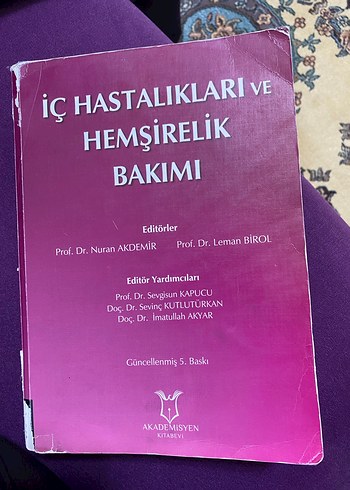 İÇ HASTALIKLARI VE
HEMŞİRELİK
BAKIMI
Editörler
Prof. Dr. Nuran AKDEMİR Prof. Dr. Leman BİROL
Editör Yardımcıları
Prof. Dr. Sevgisun KAPUCU
Doç. Dr. Sevinç KUTLUTÜRKAN
Doç. Dr. İmatullah AKYAR
Güncellenmiş 5. Baskı
AKADEMİSYEN
KİTABEVİ